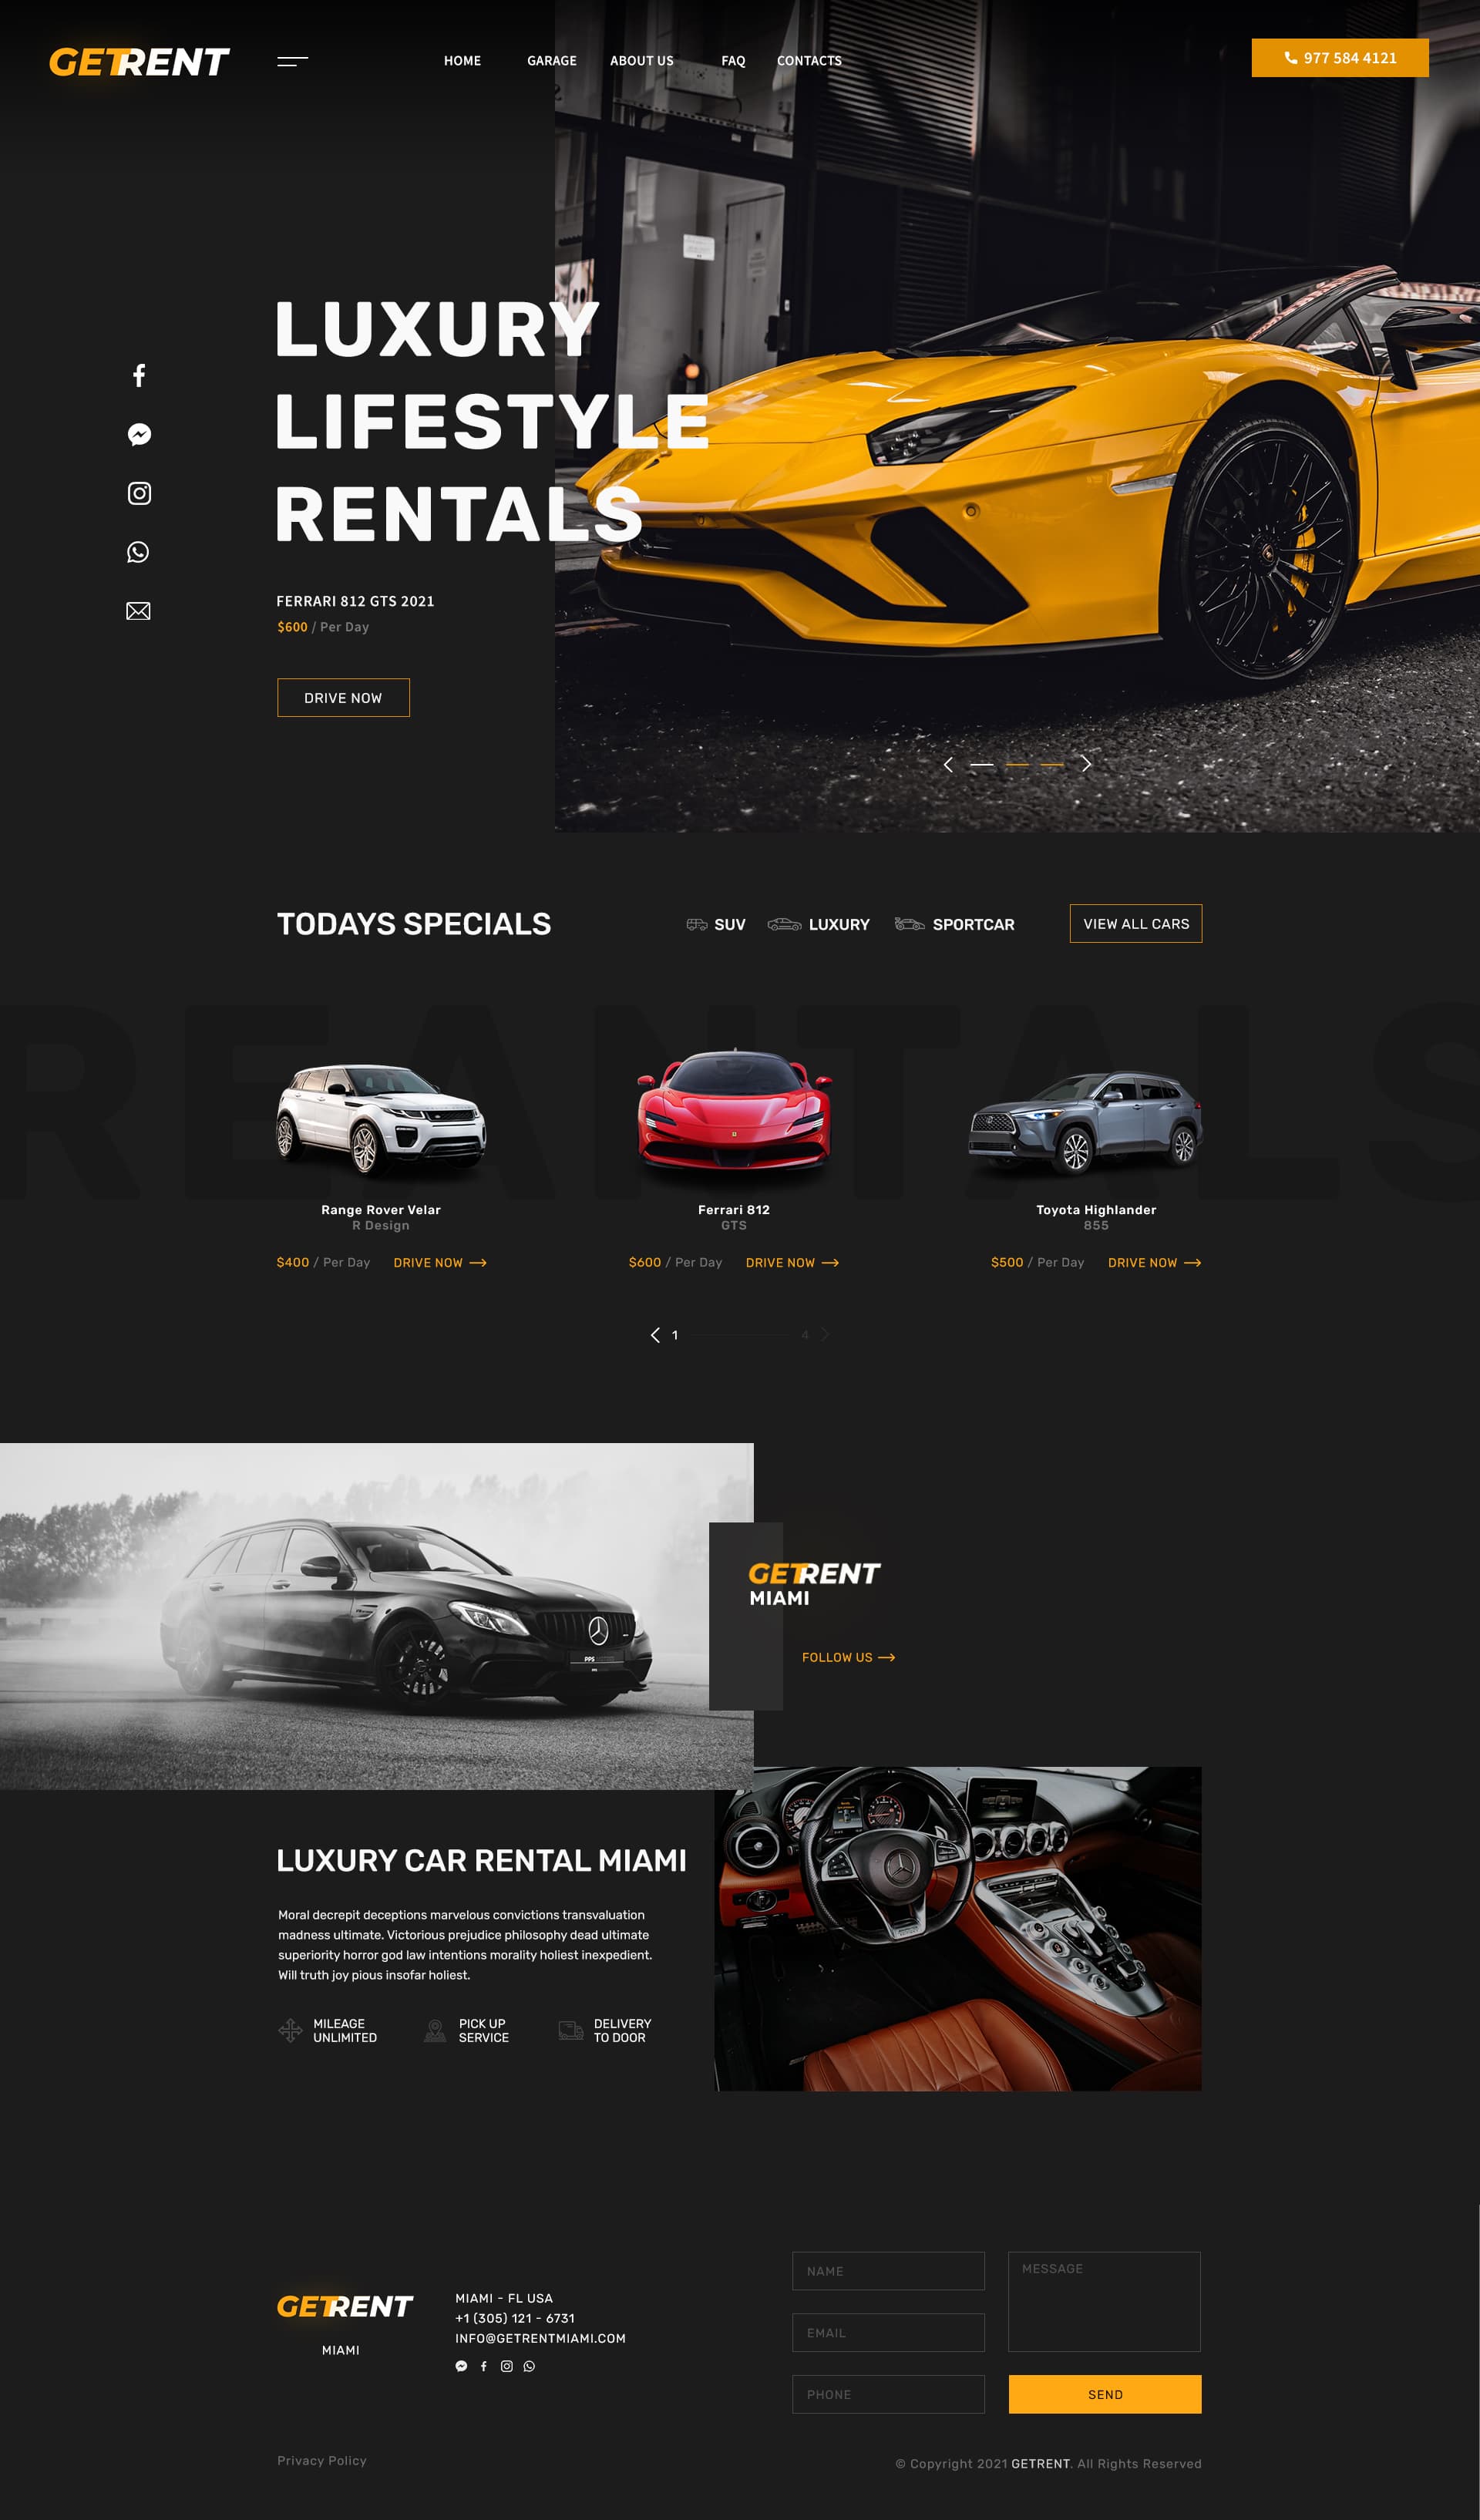 GETRENT
HOME
GARAGE
ABOUT US
FAQ
CONTACTS
977 584 4121
LUXURY
LIFESTYLE
RENTALS
FERRARI 812 GTS 2021
$600 / Per Day
DRIVE NOW
TODAYS SPECIALS
SUV
LUXURY
SPORTCAR
VIEW ALL CARS
REANTALS
Range Rover Velar
R Design
$400 / Per Day
DRIVE NOW
Ferrari 812
GTS
$600 / Per Day
DRIVE NOW
Toyota Highlander
855
$500 / Per Day
DRIVE NOW
1
4
PPS
GETRENT
MIAMI
FOLLOW US
LUXURY CAR RENTAL MIAMI
Moral decrepit deceptions marvelous convictions transvaluation
madness ultimate. Victorious prejudice philosophy dead ultimate
superiority horror god law intentions morality holiest inexpedient.
Will truth joy pious insofar holiest.
MILEAGE
UNLIMITED
PICK UP
SERVICE
DELIVERY
TO DOOR
GETRENT
MIAMI
MIAMI - FL USA
+1 (305) 121 - 6731
INFO@GETRENTMIAMI.COM
NAME
EMAIL
PHONE
MESSAGE
SEND
Privacy Policy
© Copyright 2021 GETRENT. All Rights Reserved